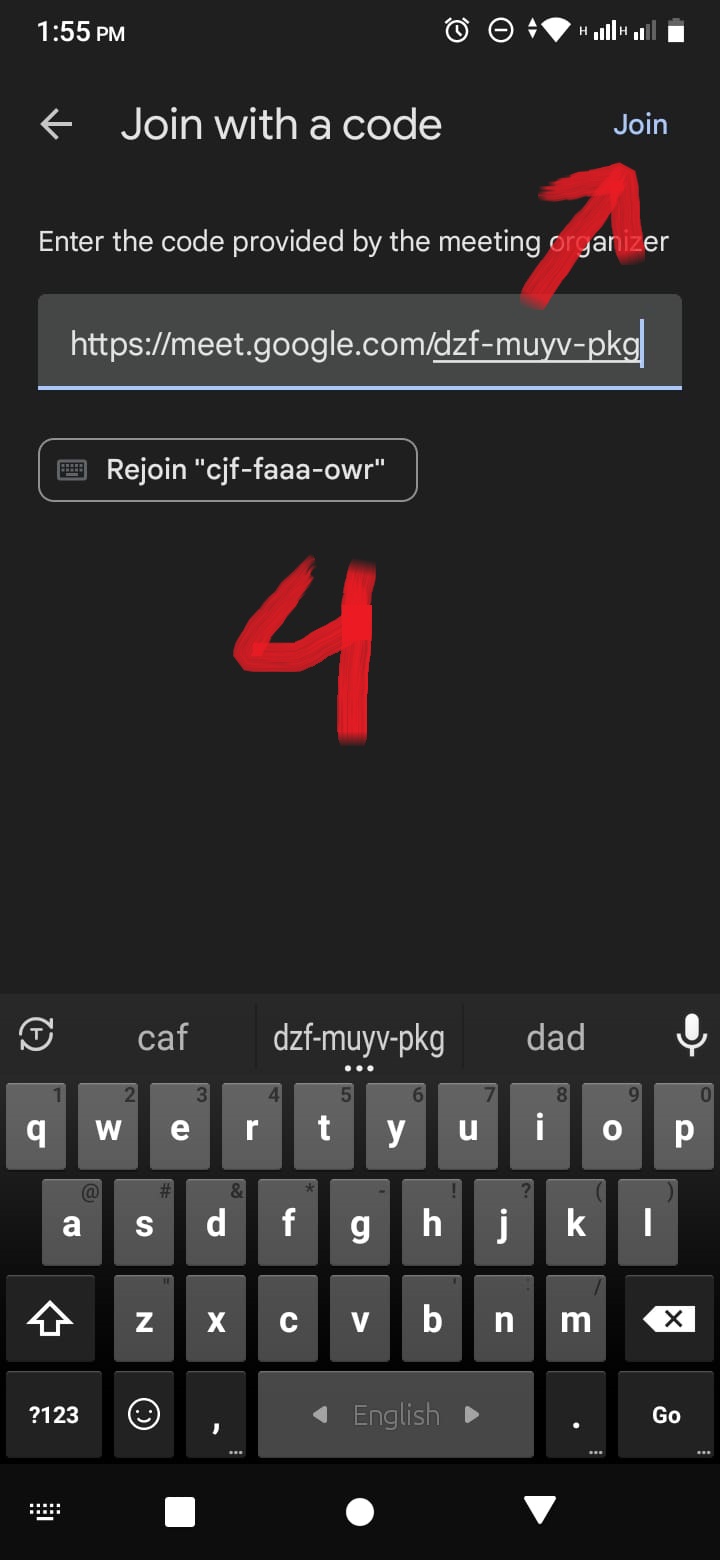 1:55 PM
H H
Join with a code
Join
Enter the code provided by the meeting organizer
https://meet.google.com/dzf-muyv-pkg
Rejoin "cjf-faaa-owr"
4
T
caf dzf-muyv-pkg dad
1 2 3 4 5 6 7 8 9 0
q w e r t y u i o p
@ # & * - ! ? ( )
a s d f g h j k l
" ' : /
z x c v b n m
?123 , English . Go